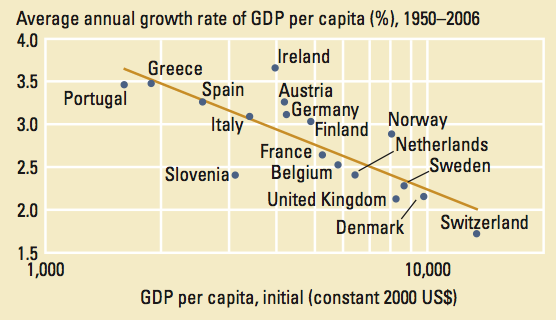 Average annual growth rate of GDP per capita (%), 1950–2006
4.0
Ireland
Greece
3.5
Portugal
Spain
Austria
Germany
3.0
Italy
Finland
Norway
France
Netherlands
2.5
Slovenia
Belgium
Sweden
United Kingdom
2.0
Denmark
Switzerland
1.5
1,000
10,000
GDP per capita, initial (constant 2000 US$)